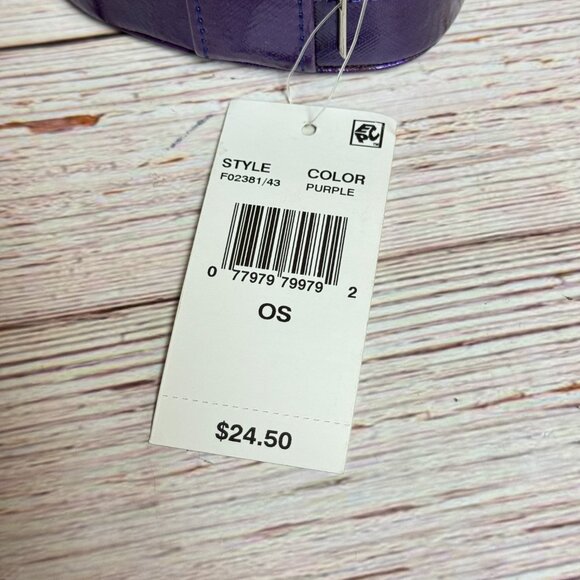 STYLE COLOR
F02381/43 PURPLE
0 77979 79979 2
OS
$24.50